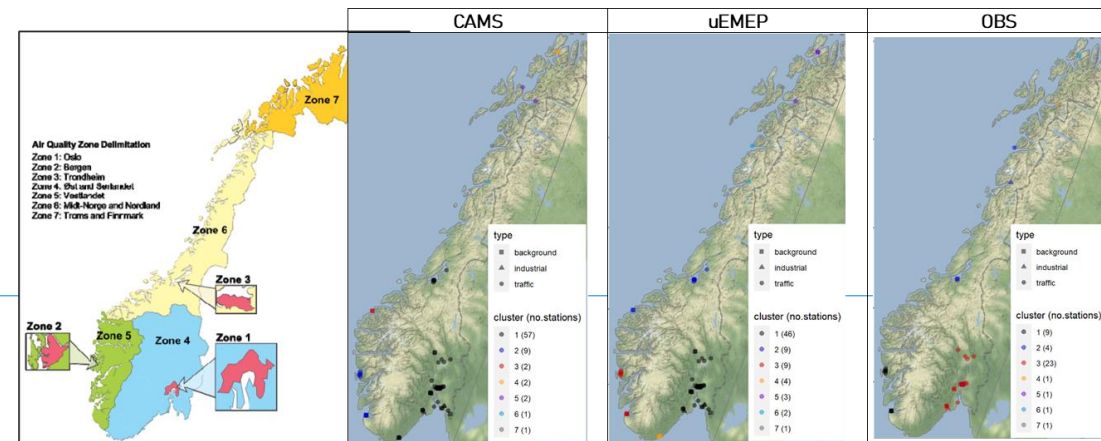 CAMS
uEMEP
OBS
Air Quality Zone Delimitation
Zone 1: Oslo
Zone 2: Bergen
Zone 3: Trondheim
Zone 4: Øst and Sørlandet
Zone 5: Vestlandet
Zone 6: Midt-Norge and Nordland
Zone 7: Troms and Finnmark
Zone 7
Zone 6
Zone 3
Zone 2
Zone 5
Zone 4
Zone 1
type
background
industrial
traffic
cluster (no.stations)
1 (57)
2 (9)
3 (2)
4 (2)
5 (2)
6 (1)
7 (1)
type
background
industrial
traffic
cluster (no.stations)
1 (46)
2 (9)
3 (9)
4 (4)
5 (3)
6 (2)
7 (1)
type
background
industrial
traffic
cluster (no.stations)
1 (9)
2 (4)
3 (23)
4 (1)
5 (1)
6 (1)
7 (1)